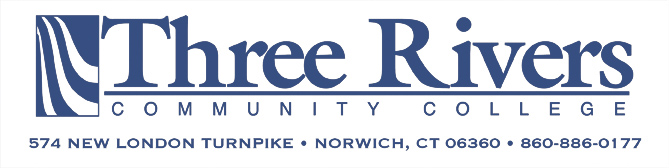 Three Rivers
COMMUNITY COLLEGE
574 NEW LONDON TURNPIKE • NORWICH, CT 06360 • 860-886-0177